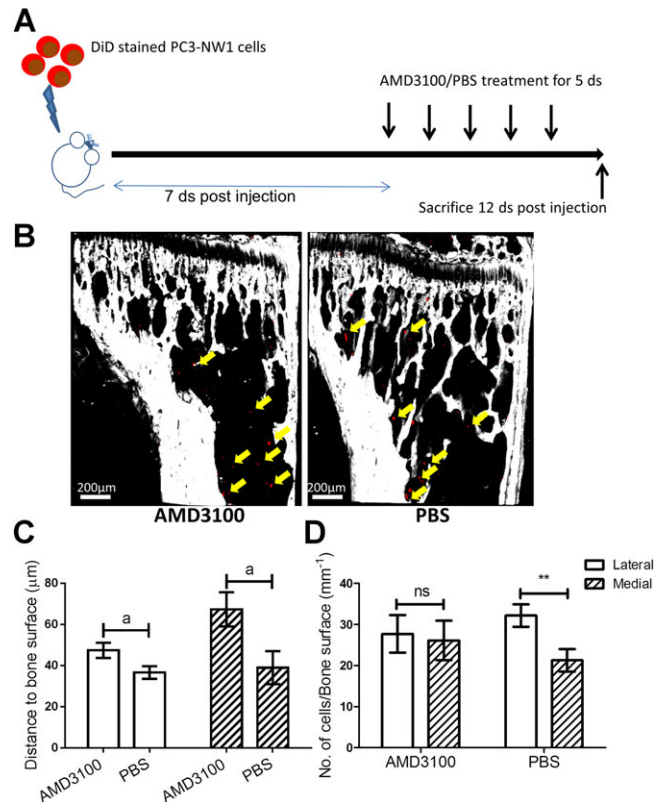 A
DiD stained PC3-NW1 cells
AMD3100/PBS treatment for 5 ds
7 ds post injection
Sacrifice 12 ds post injection
B
200μm
200μm
AMD3100
PBS
C
Distance to bone surface (μm)
80
60
40
20
0
a
a
AMD3100
PBS
AMD3100
PBS
D
No. of cells/Bone surface (mm⁻¹)
40
30
20
10
0
ns
**
Lateral
Medial
AMD3100
PBS